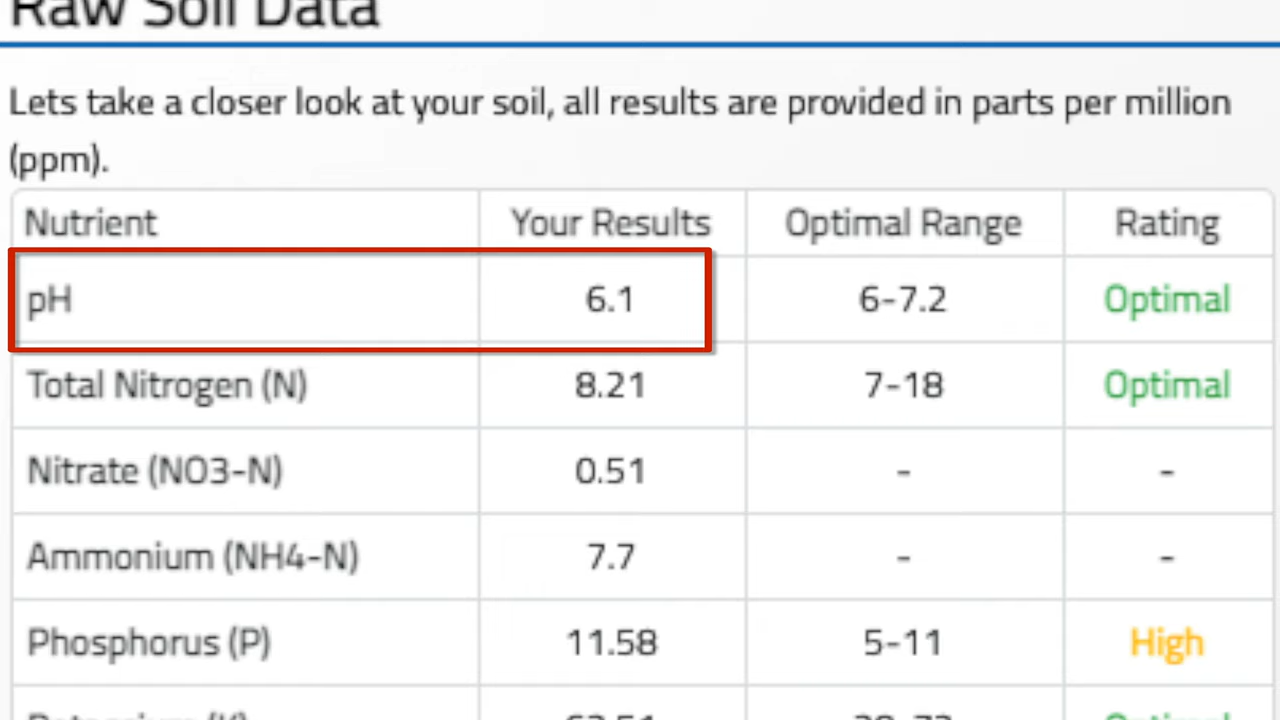 Raw Soil Data
Lets take a closer look at your soil, all results are provided in parts per million
(ppm).
Nutrient Your Results Optimal Range Rating
pH 6.1 6-7.2 Optimal
Total Nitrogen (N) 8.21 7-18 Optimal
Nitrate (NO3-N) 0.51 - -
Ammonium (NH4-N) 7.7 - -
Phosphorus (P) 11.58 5-11 High
Potassium (K) Optimal